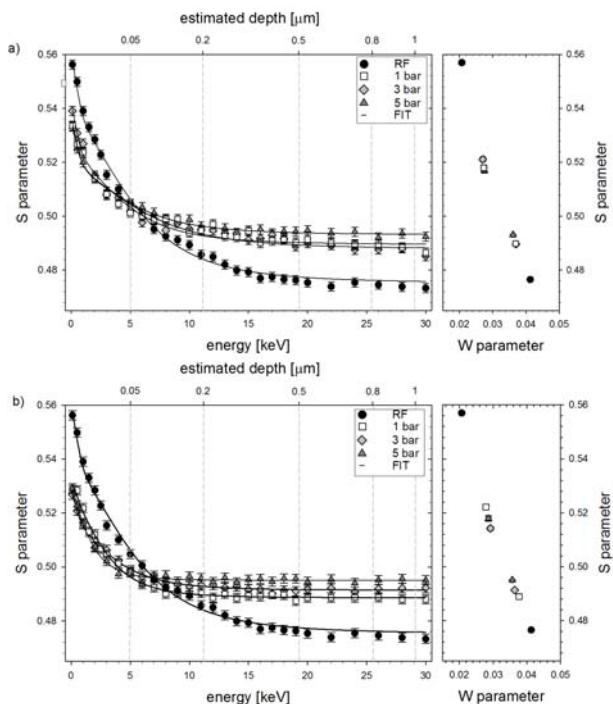 estimated depth [μm]
a)
0.05 0.2 0.5 0.8 1
0.56
0.54
0.52
0.50
0.48
S parameter
RF
1 bar
3 bar
5 bar
FIT
0 5 10 15 20 25 30
energy [keV]
S parameter
0.56
0.54
0.52
0.50
0.48
0.02 0.03 0.04 0.05
W parameter
estimated depth [μm]
b)
0.05 0.2 0.5 0.8 1
0.56
0.54
0.52
0.50
0.48
S parameter
RF
1 bar
3 bar
5 bar
FIT
0 5 10 15 20 25 30
energy [keV]
S parameter
0.56
0.54
0.52
0.50
0.48
0.02 0.03 0.04 0.05
W parameter